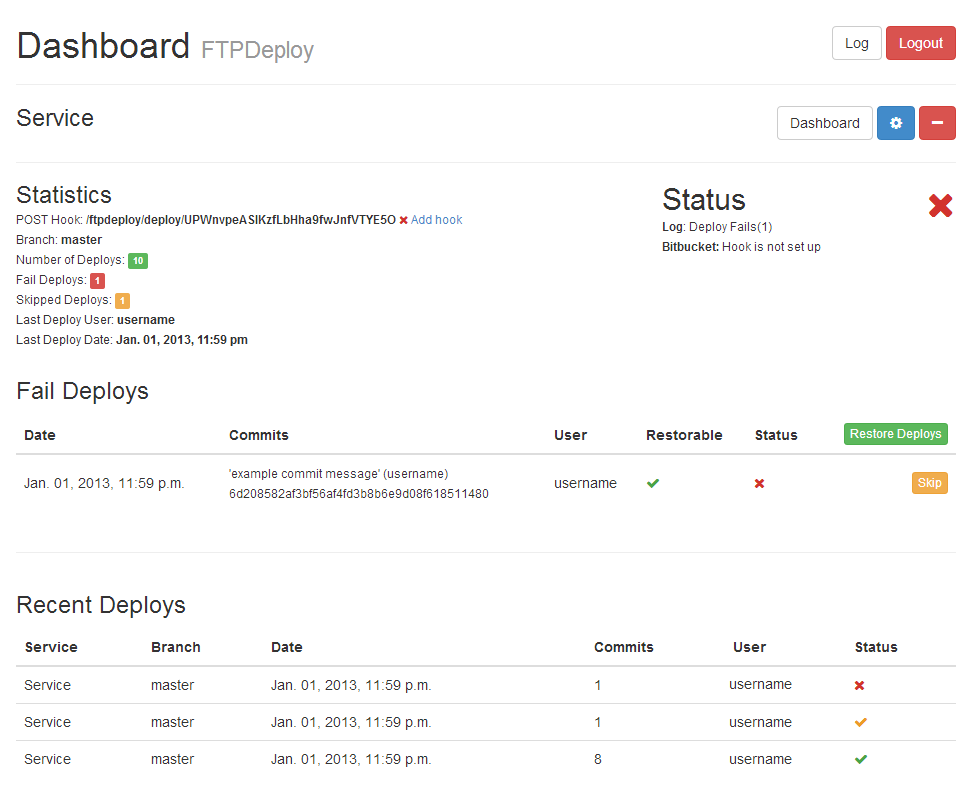 Dashboard FTPDeploy
Log
Logout
Service
Dashboard
Statistics
POST Hook: /ftpdeploy/deploy/UPWnvpeASIKzfLbHha9fwJnfVTYE5O Add hook
Branch: master
Number of Deploys: 10
Fail Deploys: 1
Skipped Deploys: 1
Last Deploy User: username
Last Deploy Date: Jan. 01, 2013, 11:59 pm
Status
Log: Deploy Fails(1)
Bitbucket: Hook is not set up
Fail Deploys
Date Commits User Restorable Status Restore Deploys
Jan. 01, 2013, 11:59 p.m. 'example commit message' (username) username Skip
6d208582af3bf56af4fd3b8b6e9d08f618511480
Recent Deploys
Service Branch Date Commits User Status
Service master Jan. 01, 2013, 11:59 p.m. 1 username
Service master Jan. 01, 2013, 11:59 p.m. 1 username
Service master Jan. 01, 2013, 11:59 p.m. 8 username